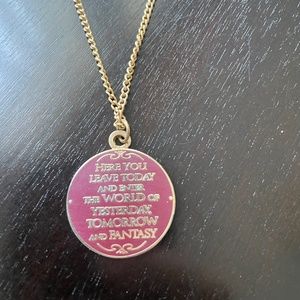 HERE YOU
LEAVE TODAY
AND ENTER
THE WORLD OF
YESTERDAY,
TOMORROW
AND FANTASY